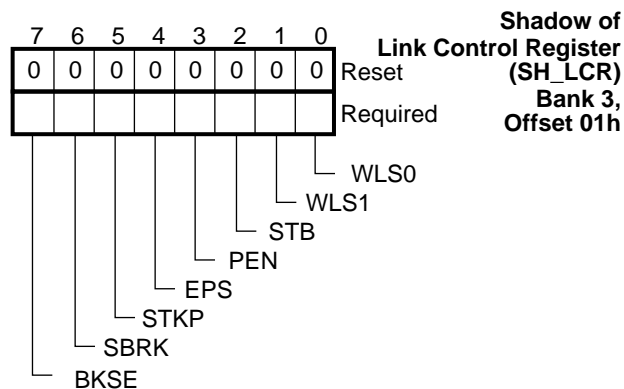 Shadow of
Link Control Register
(SH_LCR)
Bank 3,
Offset 01h
7 6 5 4 3 2 1 0
0 0 0 0 0 0 0 0 Reset
Required
WLS0
WLS1
STB
PEN
EPS
STKP
SBRK
BKSE